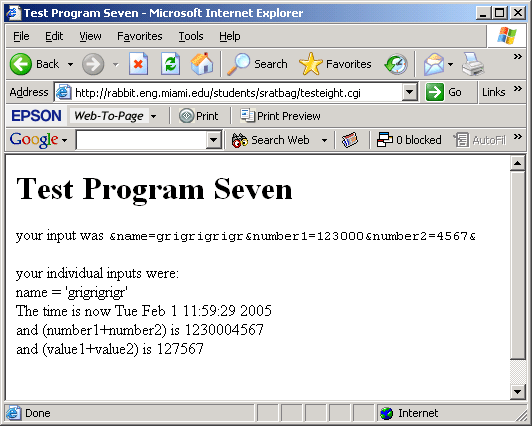 Test Program Seven - Microsoft Internet Explorer
File Edit View Favorites Tools Help
Back Search Favorites
Address http://rabbit.eng.miami.edu/students/sratbag/testeight.cgi Go Links »
EPSON Web-To-Page Print Print Preview
Google Search Web 0 blocked AutoFill »
Test Program Seven
your input was &name=grigrigrigr&number1=123000&number2=4567&
your individual inputs were:
name = 'grigrigrigr'
The time is now Tue Feb 1 11:59:29 2005
and (number1+number2) is 1230004567
and (value1+value2) is 127567
Done Internet